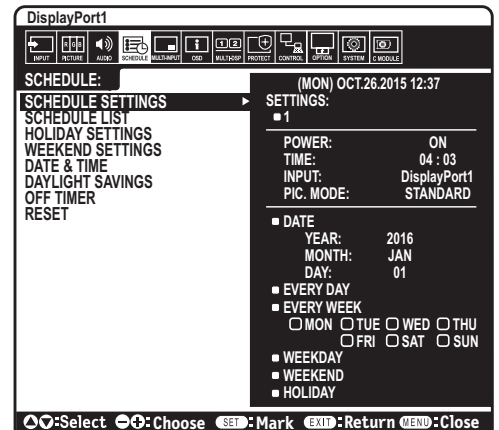 DisplayPort1
INPUT PICTURE AUDIO SCHEDULE MULTI-INPUT OSD MULTI-DSP PROTECT CONTROL OPTION SYSTEM C MODULE
SCHEDULE:
SCHEDULE SETTINGS
SCHEDULE LIST
HOLIDAY SETTINGS
WEEKEND SETTINGS
DATE & TIME
DAYLIGHT SAVINGS
OFF TIMER
RESET
(MON) OCT.26.2015 12:37
SETTINGS:
1
POWER: ON
TIME: 04 : 03
INPUT: DisplayPort1
PIC. MODE: STANDARD
DATE
YEAR: 2016
MONTH: JAN
DAY: 01
EVERY DAY
EVERY WEEK
MON TUE WED THU
FRI SAT SUN
WEEKDAY
WEEKEND
HOLIDAY
:Select :Choose SET:Mark EXIT:Return MENU:Close